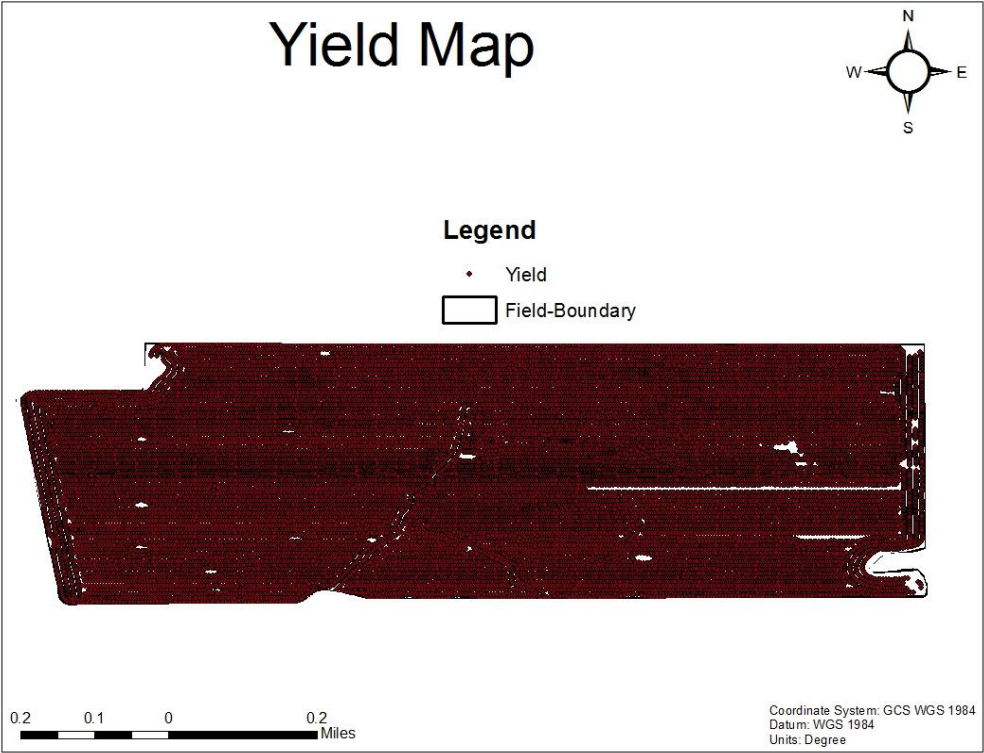 Yield Map
N
W E
S
Legend
Yield
Field-Boundary
0.2 0.1 0 0.2
Miles
Coordinate System: GCS WGS 1984
Datum: WGS 1984
Units: Degree